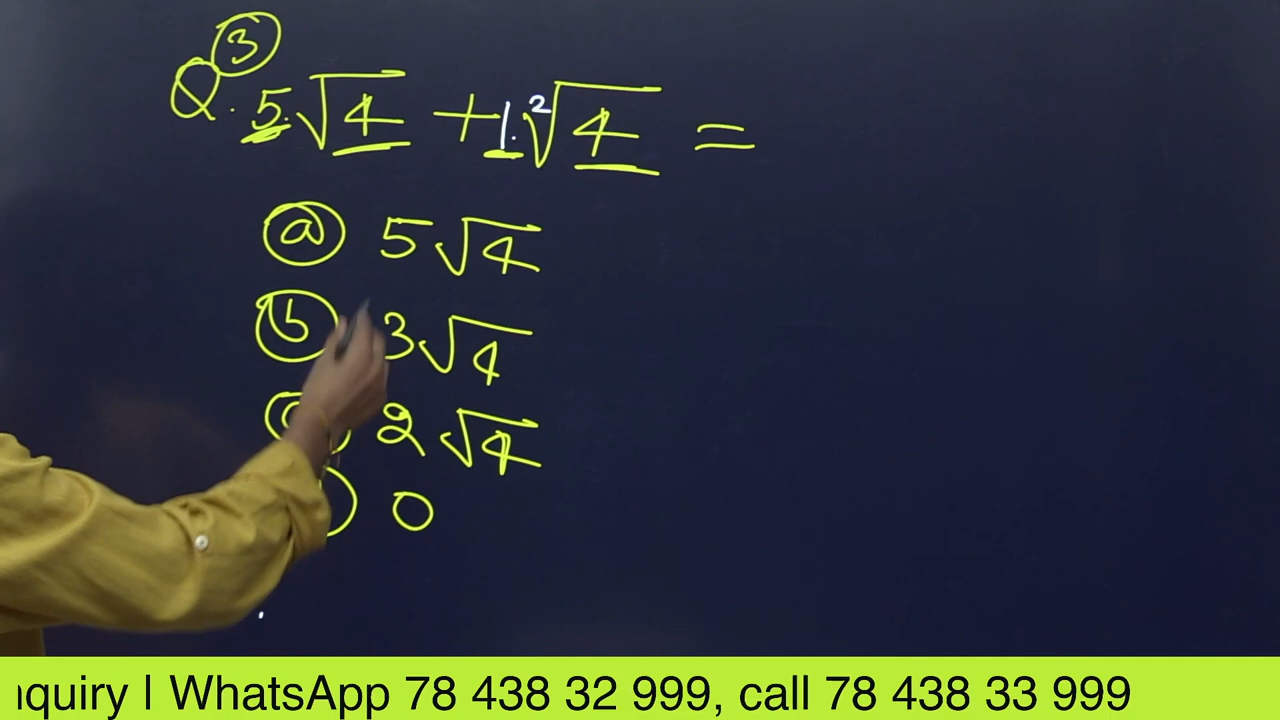 Q. ③ 5.√4 + 1.²√4 =
ⓐ 5√4
ⓑ 3√4
ⓒ 2√4
0
nquiry | WhatsApp 78 438 32 999, call 78 438 33 999